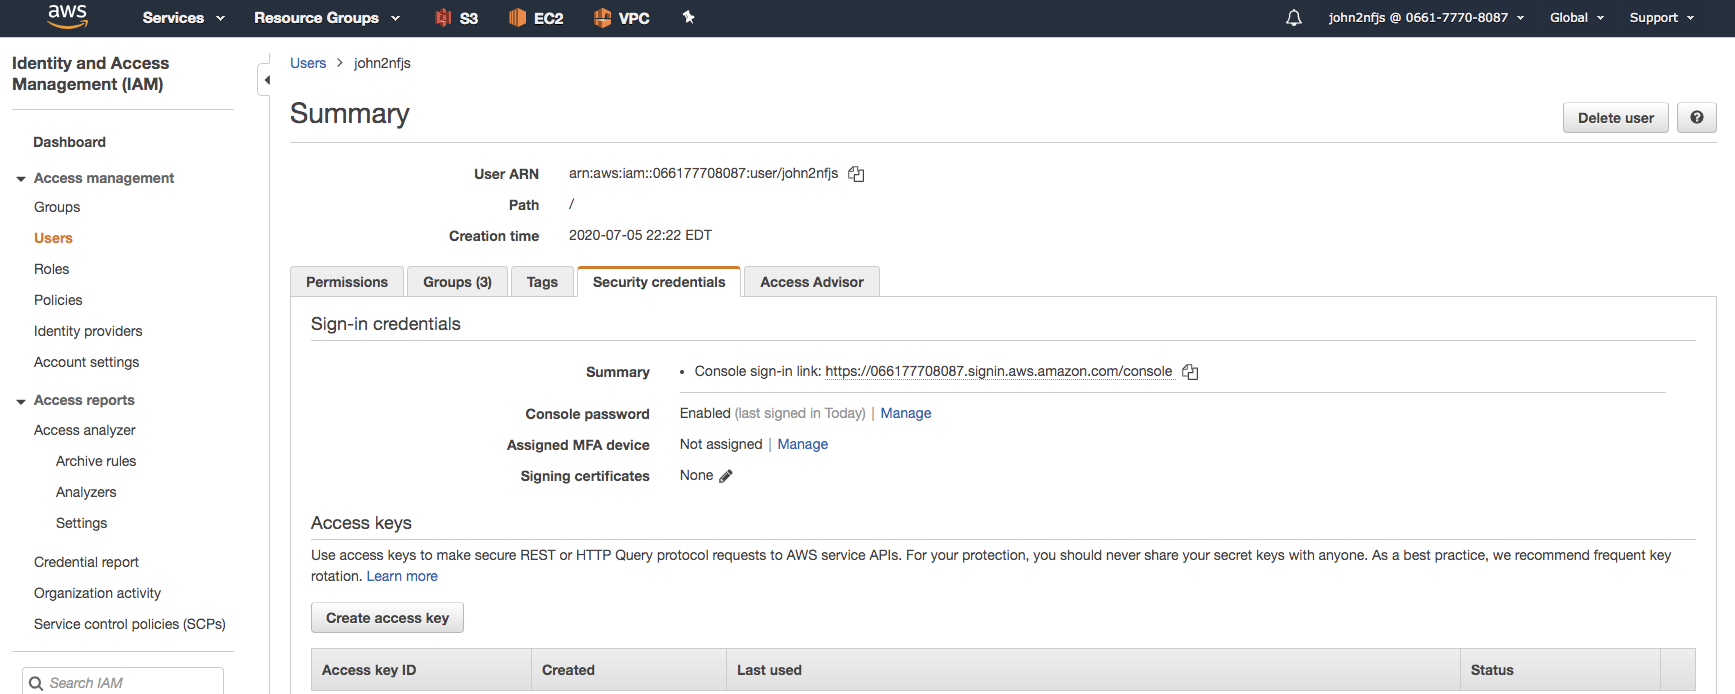 aws Services Resource Groups S3 EC2 VPC john2nfjs @ 0661-7770-8087 Global Support
Identity and Access
Management (IAM)
Dashboard
Access management
Groups
Users
Roles
Policies
Identity providers
Account settings
Access reports
Access analyzer
Archive rules
Analyzers
Settings
Credential report
Organization activity
Service control policies (SCPs)
Search IAM
Users > john2nfjs
Summary
Delete user
User ARN arn:aws:iam::066177708087:user/john2nfjs
Path /
Creation time 2020-07-05 22:22 EDT
Permissions Groups (3) Tags Security credentials Access Advisor
Sign-in credentials
Summary • Console sign-in link: https://066177708087.signin.aws.amazon.com/console
Console password Enabled (last signed in Today) | Manage
Assigned MFA device Not assigned | Manage
Signing certificates None
Access keys
Use access keys to make secure REST or HTTP Query protocol requests to AWS service APIs. For your protection, you should never share your secret keys with anyone. As a best practice, we recommend frequent key
rotation. Learn more
Create access key
Access key ID Created Last used Status